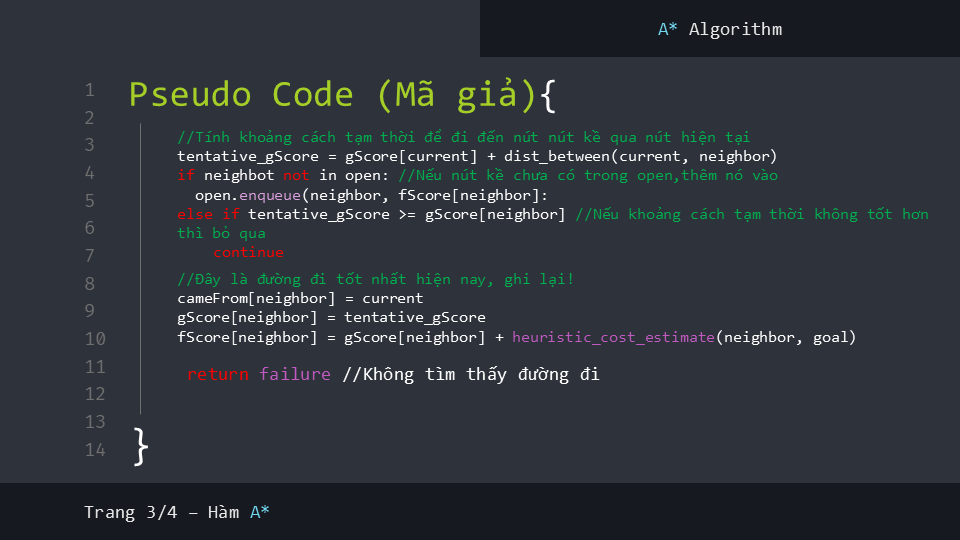 A* Algorithm
1
2
3
4
5
6
7
8
9
10
11
12
13
14
Pseudo Code (Mã giả){
//Tính khoảng cách tạm thời để đi đến nút nút kề qua nút hiện tại
tentative_gScore = gScore[current] + dist_between(current, neighbor)
if neighbot not in open: //Nếu nút kề chưa có trong open,thêm nó vào
open.enqueue(neighbor, fScore[neighbor]:
else if tentative_gScore >= gScore[neighbor] //Nếu khoảng cách tạm thời không tốt hơn
thì bỏ qua
continue
//Đây là đường đi tốt nhất hiện nay, ghi lại!
cameFrom[neighbor] = current
gScore[neighbor] = tentative_gScore
fScore[neighbor] = gScore[neighbor] + heuristic_cost_estimate(neighbor, goal)
return failure //Không tìm thấy đường đi
}
Trang 3/4 – Hàm A*